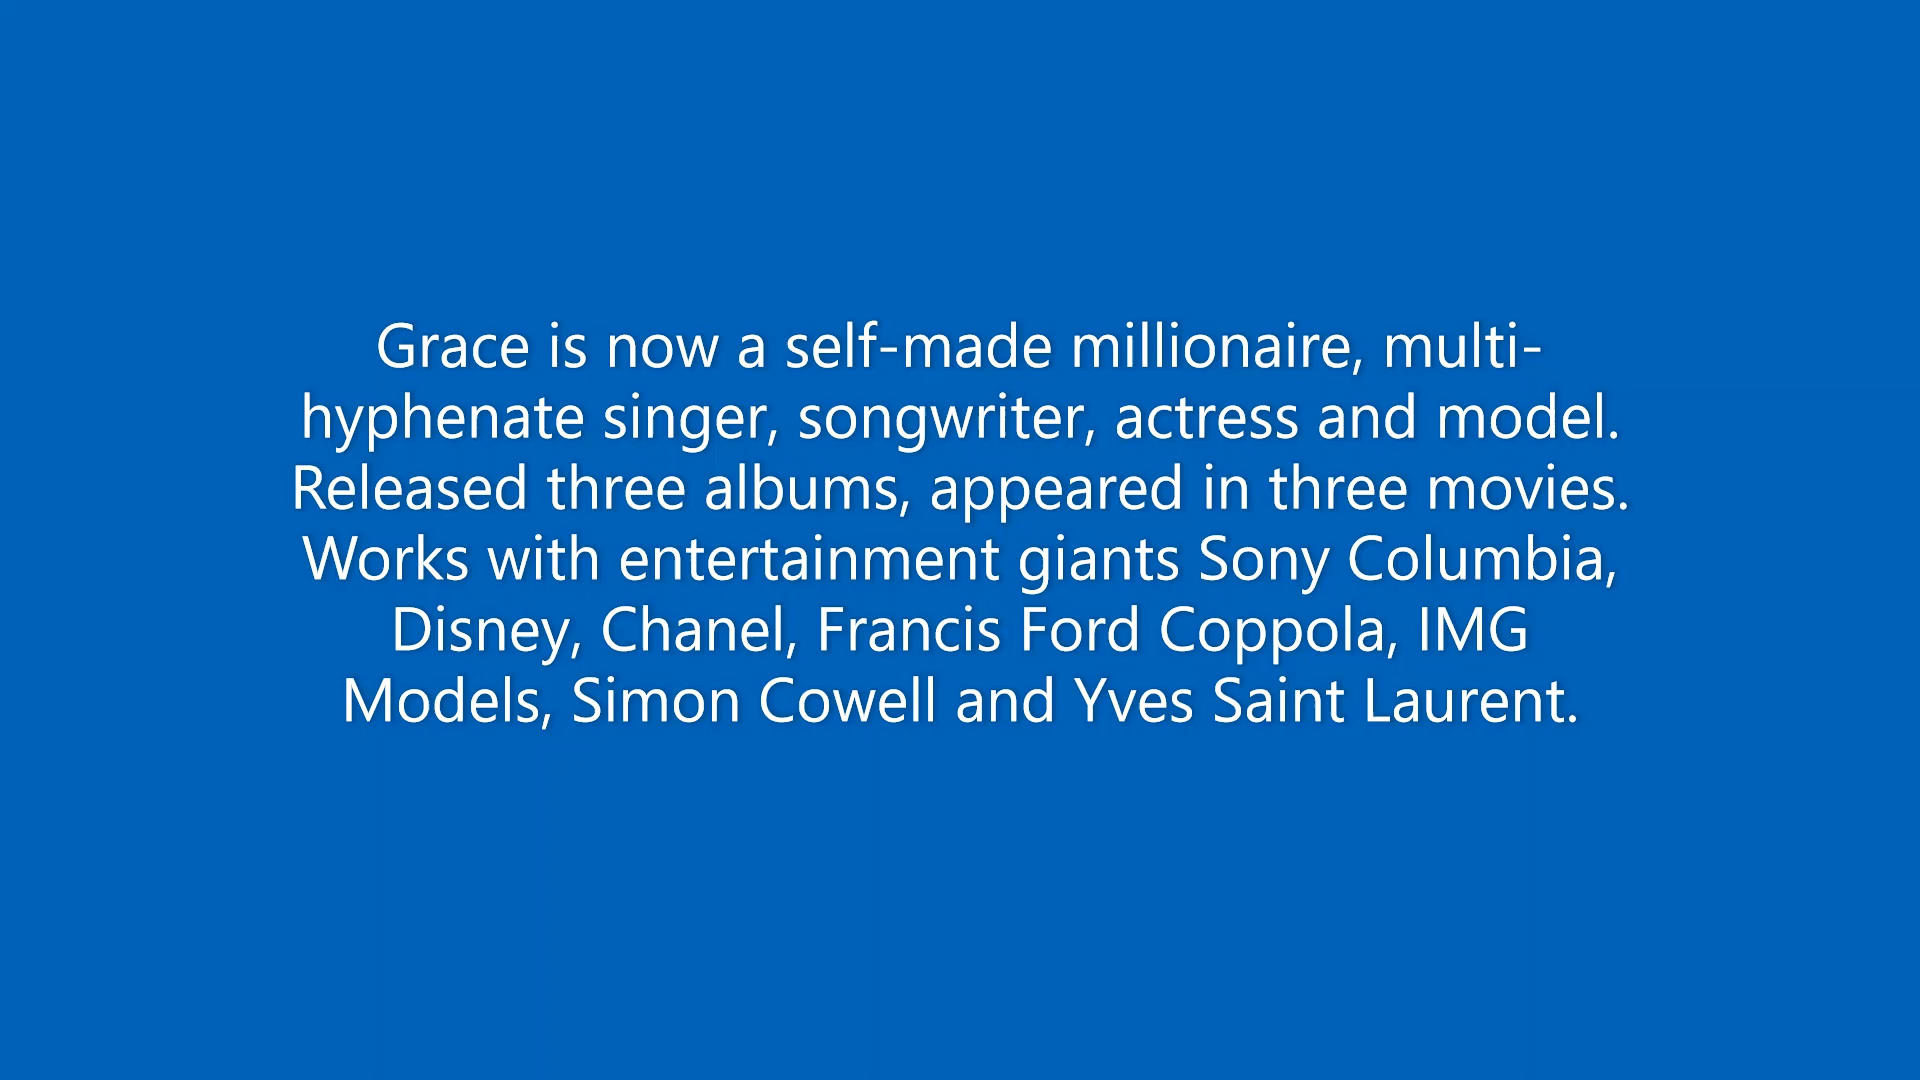 Grace is now a self-made millionaire, multi-
hyphenate singer, songwriter, actress and model.
Released three albums, appeared in three movies.
Works with entertainment giants Sony Columbia,
Disney, Chanel, Francis Ford Coppola, IMG
Models, Simon Cowell and Yves Saint Laurent.